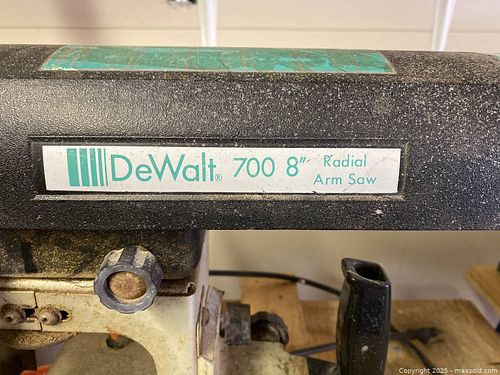 DeWalt® 700 8" Radial
Arm Saw
Copyright 2025 - maxsold.com